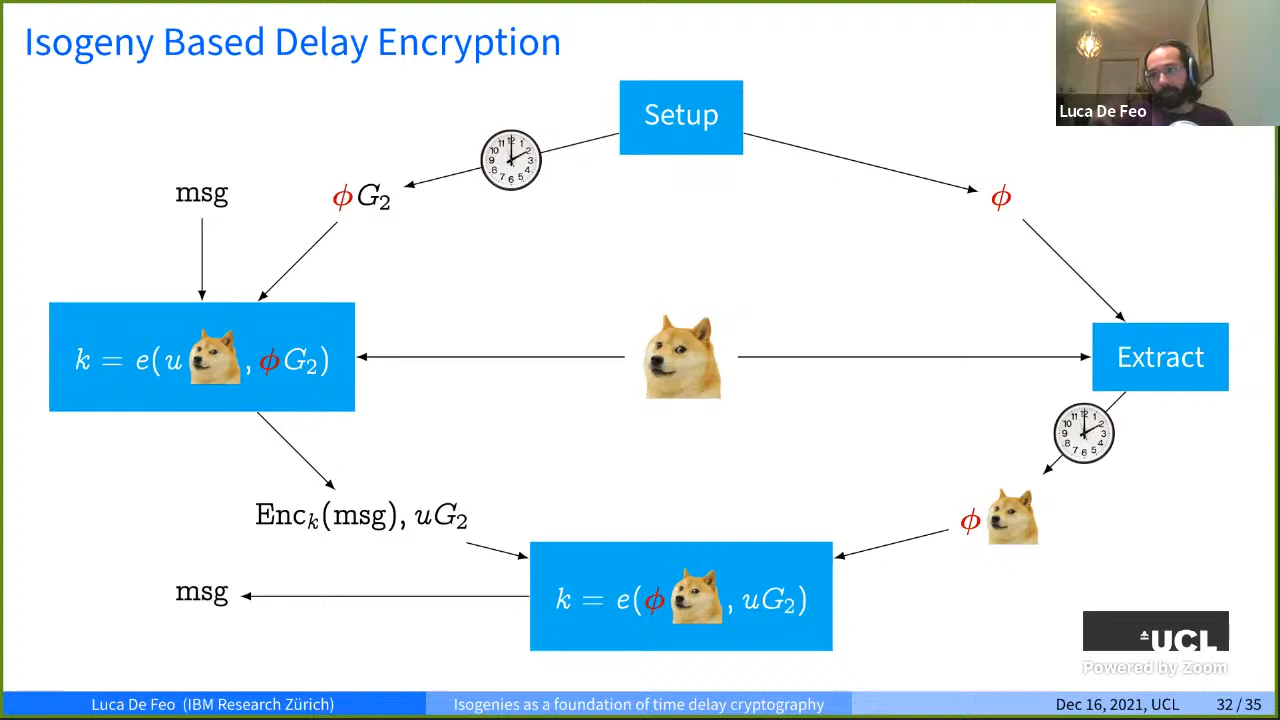 Isogeny Based Delay Encryption
Luca De Feo
Setup
msg
ϕG₂
ϕ
k = e(u , ϕG₂)
Extract
Encₖ(msg), uG₂
ϕ
msg
k = e(ϕ , uG₂)
UCL
Powered by Zoom
Luca De Feo (IBM Research Zürich)
Isogenies as a foundation of time delay cryptography
Dec 16, 2021, UCL
32 / 35